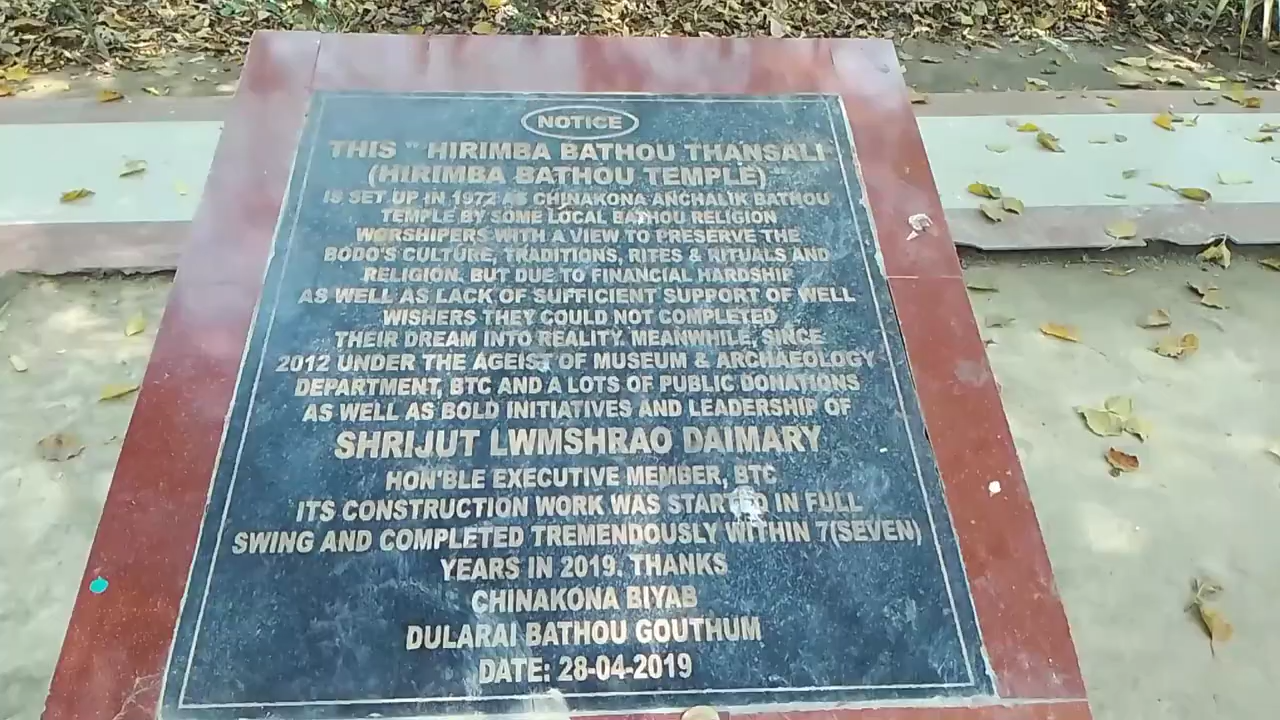 NOTICE
THIS " HIRIMBA BATHOU THANSALI
(HIRIMBA BATHOU TEMPLE) "
IS SET UP IN 1972 AS CHINAKONA ANCHALIK BATHOU
TEMPLE BY SOME LOCAL BATHOU RELIGION
WORSHIPERS WITH A VIEW TO PRESERVE THE
BODO'S CULTURE, TRADITIONS, RITES & RITUALS AND
RELIGION. BUT DUE TO FINANCIAL HARDSHIP
AS WELL AS LACK OF SUFFICIENT SUPPORT OF WELL
WISHERS THEY COULD NOT COMPLETED
THEIR DREAM INTO REALITY. MEANWHILE, SINCE
2012 UNDER THE AGEIST OF MUSEUM & ARCHAEOLOGY
DEPARTMENT, BTC AND A LOTS OF PUBLIC DONATIONS
AS WELL AS BOLD INITIATIVES AND LEADERSHIP OF
SHRIJUT LWMSHRAO DAIMARY
HON'BLE EXECUTIVE MEMBER, BTC
ITS CONSTRUCTION WORK WAS STARTED IN FULL
SWING AND COMPLETED TREMENDOUSLY WITHIN 7(SEVEN)
YEARS IN 2019. THANKS
CHINAKONA BIYAB
DULARAI BATHOU GOUTHUM
DATE: 28-04-2019